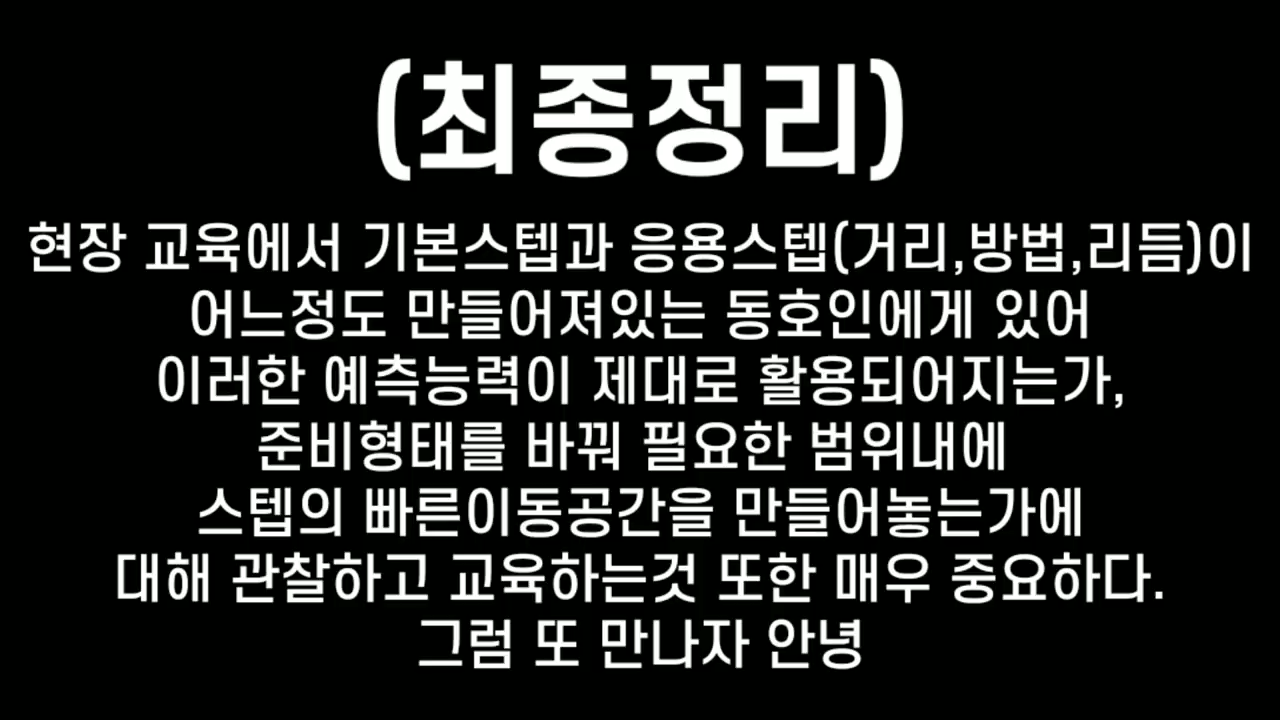 (최종정리)
현장 교육에서 기본스텝과 응용스텝(거리,방법,리듬)이
어느정도 만들어져있는 동호인에게 있어
이러한 예측능력이 제대로 활용되어지는가,
준비형태를 바꿔 필요한 범위내에
스텝의 빠른이동공간을 만들어놓는가에
대해 관찰하고 교육하는것 또한 매우 중요하다.
그럼 또 만나자 안녕